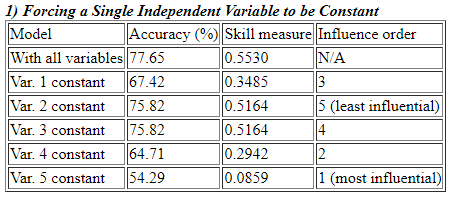 1) Forcing a Single Independent Variable to be Constant
Model Accuracy (%) Skill measure Influence order
With all variables 77.65 0.5530 N/A
Var. 1 constant 67.42 0.3485 3
Var. 2 constant 75.82 0.5164 5 (least influential)
Var. 3 constant 75.82 0.5164 4
Var. 4 constant 64.71 0.2942 2
Var. 5 constant 54.29 0.0859 1 (most influential)